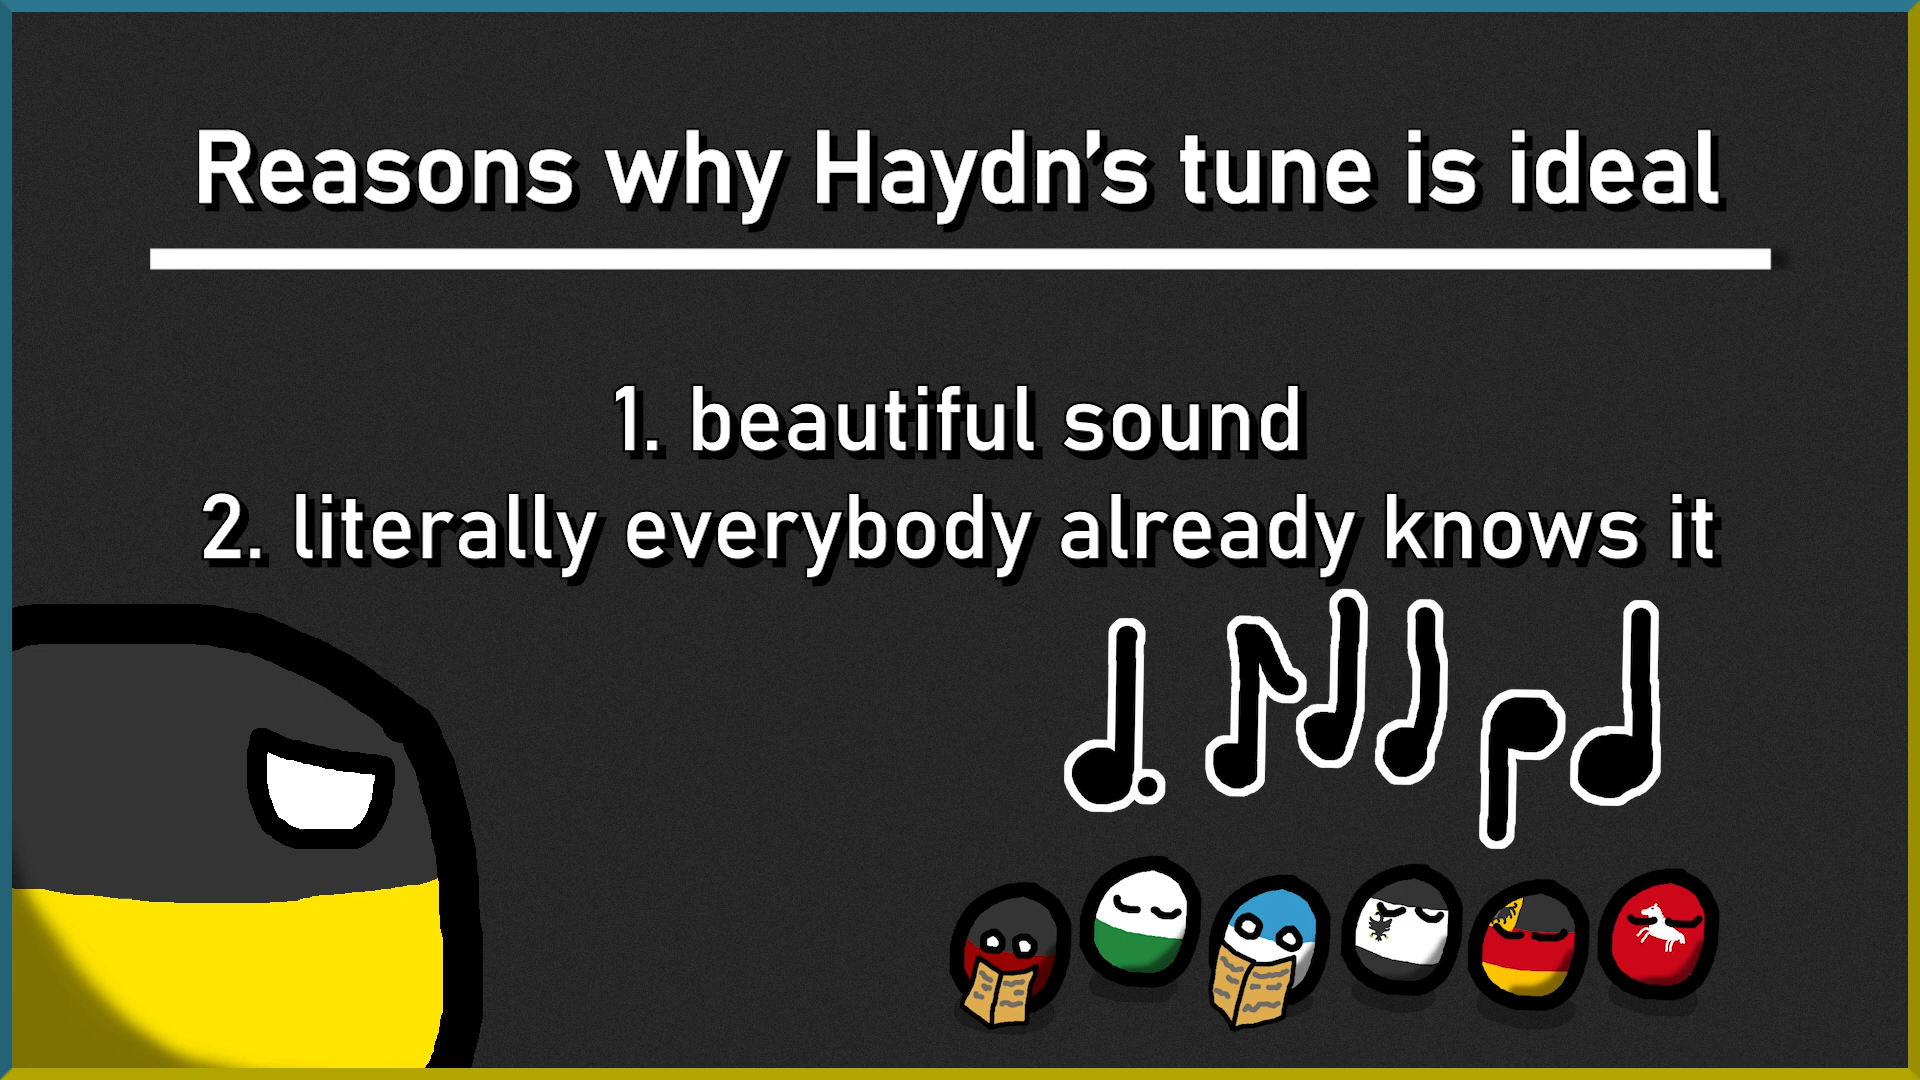 Reasons why Haydn's tune is ideal
1. beautiful sound
2. literally everybody already knows it